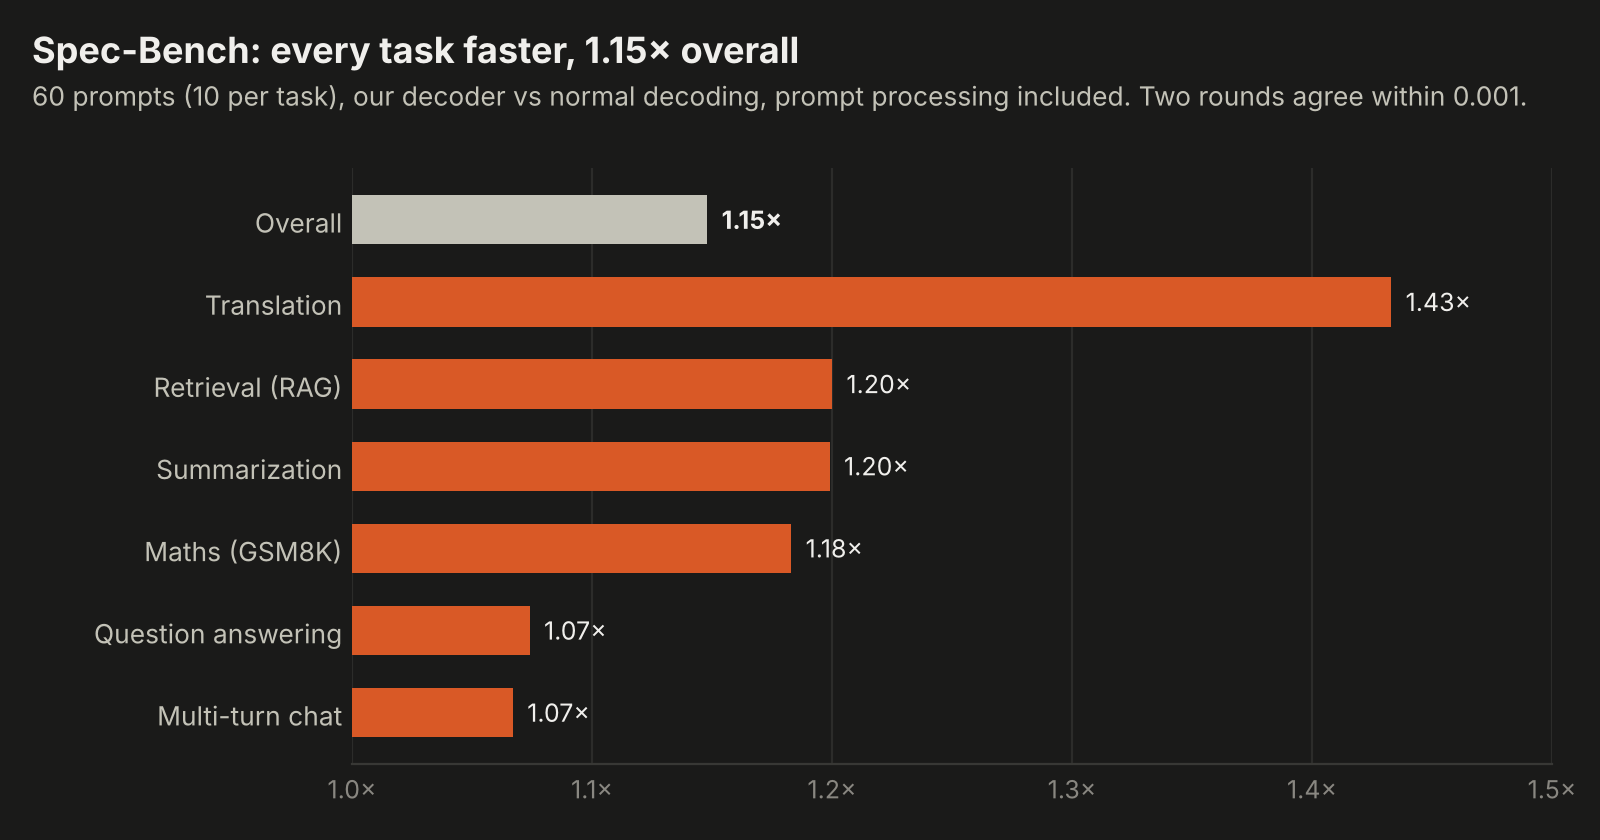 Spec-Bench: every task faster, 1.15× overall
60 prompts (10 per task), our decoder vs normal decoding, prompt processing included. Two rounds agree within 0.001.
Overall 1.15×
Translation 1.43×
Retrieval (RAG) 1.20×
Summarization 1.20×
Maths (GSM8K) 1.18×
Question answering 1.07×
Multi-turn chat 1.07×
1.0× 1.1× 1.2× 1.3× 1.4× 1.5×